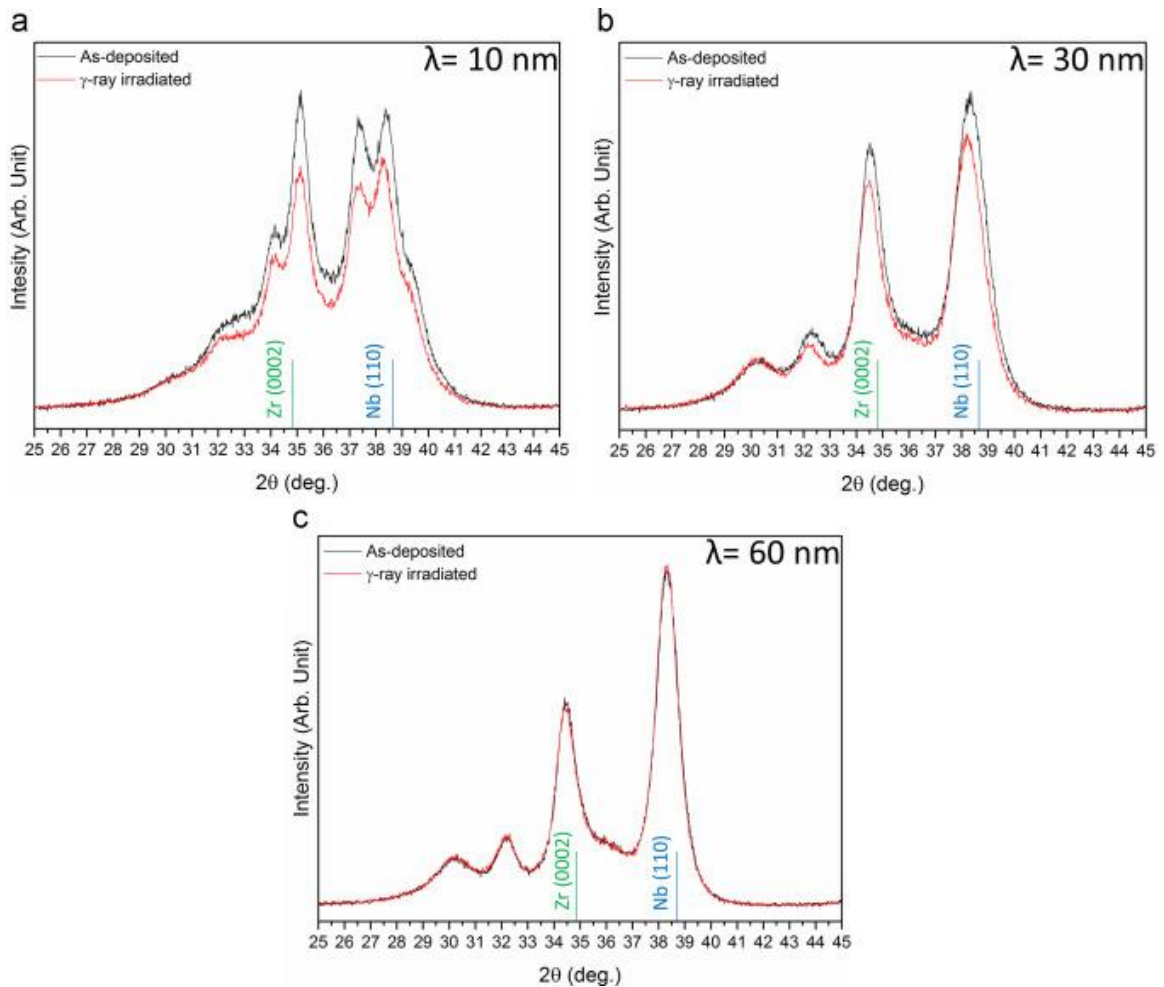 a
λ= 10 nm
As-deposited
γ-ray irradiated
Intesity (Arb. Unit)
Zr (0002)
Nb (110)
25 26 27 28 29 30 31 32 33 34 35 36 37 38 39 40 41 42 43 44 45
2θ (deg.)
b
λ= 30 nm
As-deposited
γ-ray irradiated
Intensity (Arb. Unit)
Zr (0002)
Nb (110)
25 26 27 28 29 30 31 32 33 34 35 36 37 38 39 40 41 42 43 44 45
2θ (deg.)
c
λ= 60 nm
As-deposited
γ-ray irradiated
Intensity (Arb. Unit)
Zr (0002)
Nb (110)
25 26 27 28 29 30 31 32 33 34 35 36 37 38 39 40 41 42 43 44 45
2θ (deg.)